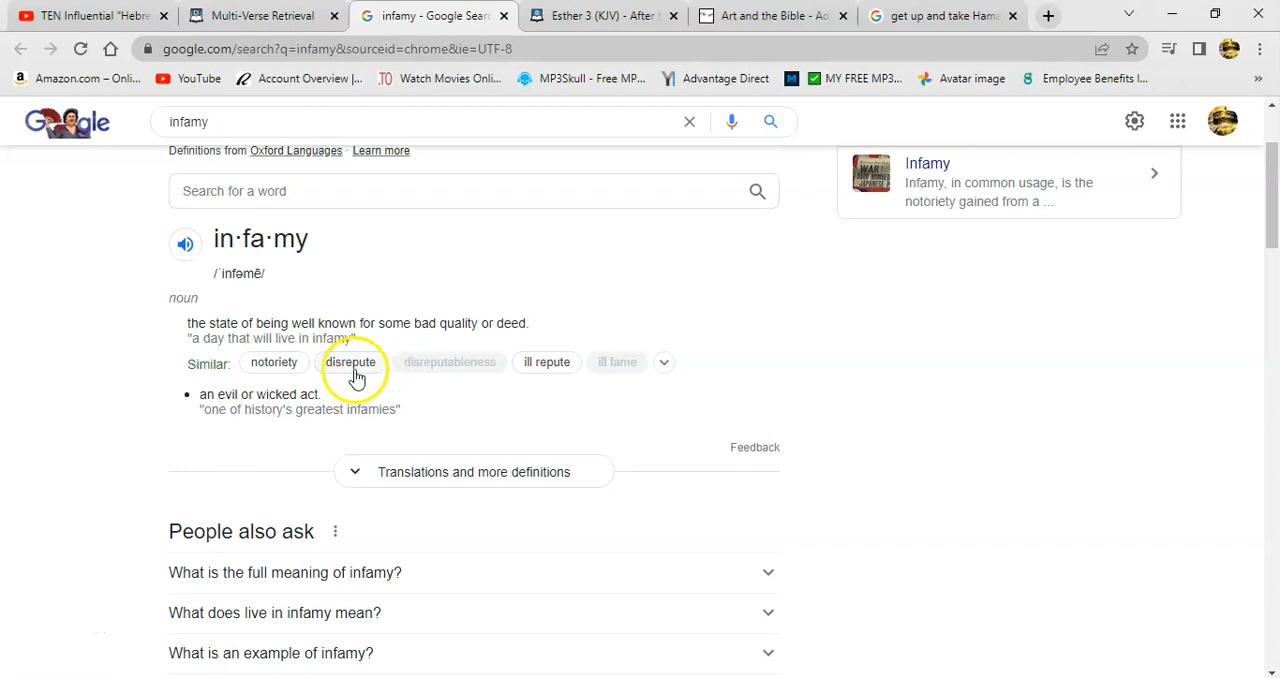 TEN Influential "Hebre
Multi-Verse Retrieval
infamy - Google Sear
Esther 3 (KJV) - After t
Art and the Bible - Ad
get up and take Hama
google.com/search?q=infamy&sourceid=chrome&ie=UTF-8
Amazon.com – Onli...
YouTube
Account Overview |...
Watch Movies Onlin...
MP3Skull - Free MP...
Advantage Direct
MY FREE MP3...
Avatar image
Employee Benefits I...
Google
infamy
Definitions from Oxford Languages · Learn more
Search for a word
in·fa·my
/ˈinfəmē/
noun
the state of being well known for some bad quality or deed.
"a day that will live in infamy"
Similar: notoriety disrepute disreputableness ill repute ill fame
• an evil or wicked act.
"one of history's greatest infamies"
Feedback
Translations and more definitions
People also ask
What is the full meaning of infamy?
What does live in infamy mean?
What is an example of infamy?
Infamy
Infamy, in common usage, is the
notoriety gained from a ...